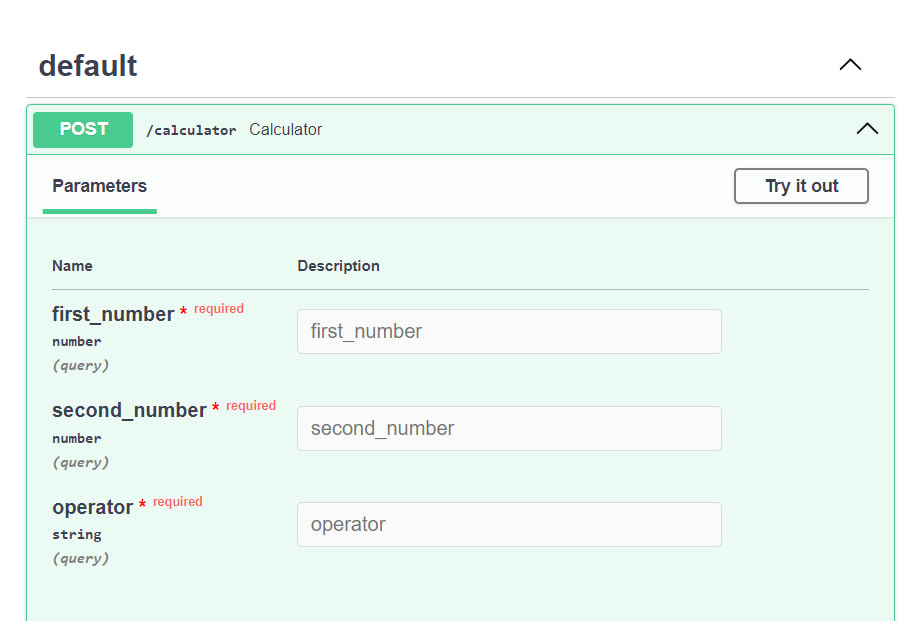 default
POST /calculator Calculator
Parameters Try it out
Name Description
first_number * required
first_number
number
(query)
second_number * required
second_number
number
(query)
operator * required
operator
string
(query)